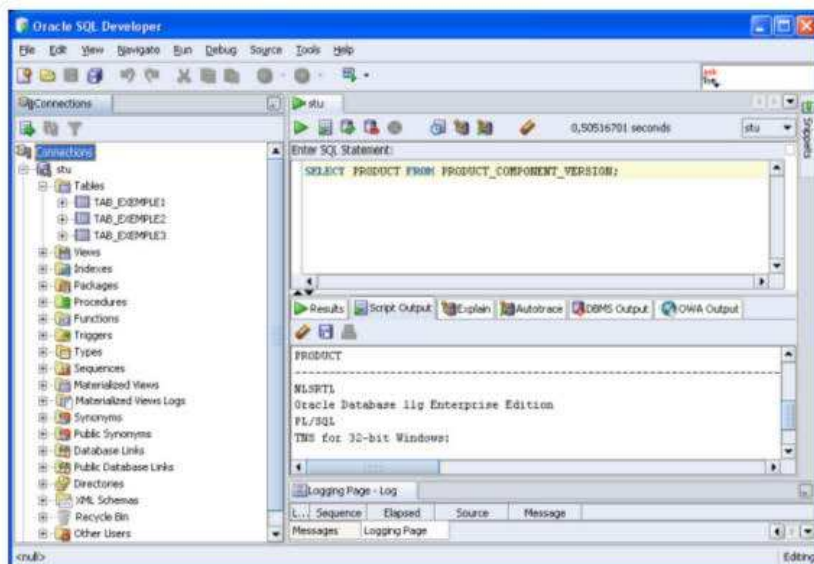 Oracle SQL Developer
File Edit View Navigate Run Debug Source Tools Help
Connections
stu
0,50516701 seconds
stu
Snippets
Enter SQL Statement:
SELECT PRODUCT FROM PRODUCT_COMPONENT_VERSION;
Connections
stu
Tables
TAB_EXEMPLE1
TAB_EXEMPLE2
TAB_EXEMPLE3
Views
Indexes
Packages
Procedures
Functions
Triggers
Types
Sequences
Materialized Views
Materialized Views Logs
Synonyms
Public Synonyms
Database Links
Public Database Links
Directories
XML Schemas
Recycle Bin
Other Users
Results Script Output Explain Autotrace DBMS Output OWA Output
PRODUCT
NLSRTL
Oracle Database 11g Enterprise Edition
PL/SQL
TNS for 32-bit Windows:
Logging Page - Log
L... Sequence Elapsed Source Message
Messages Logging Page
<null>
Editing